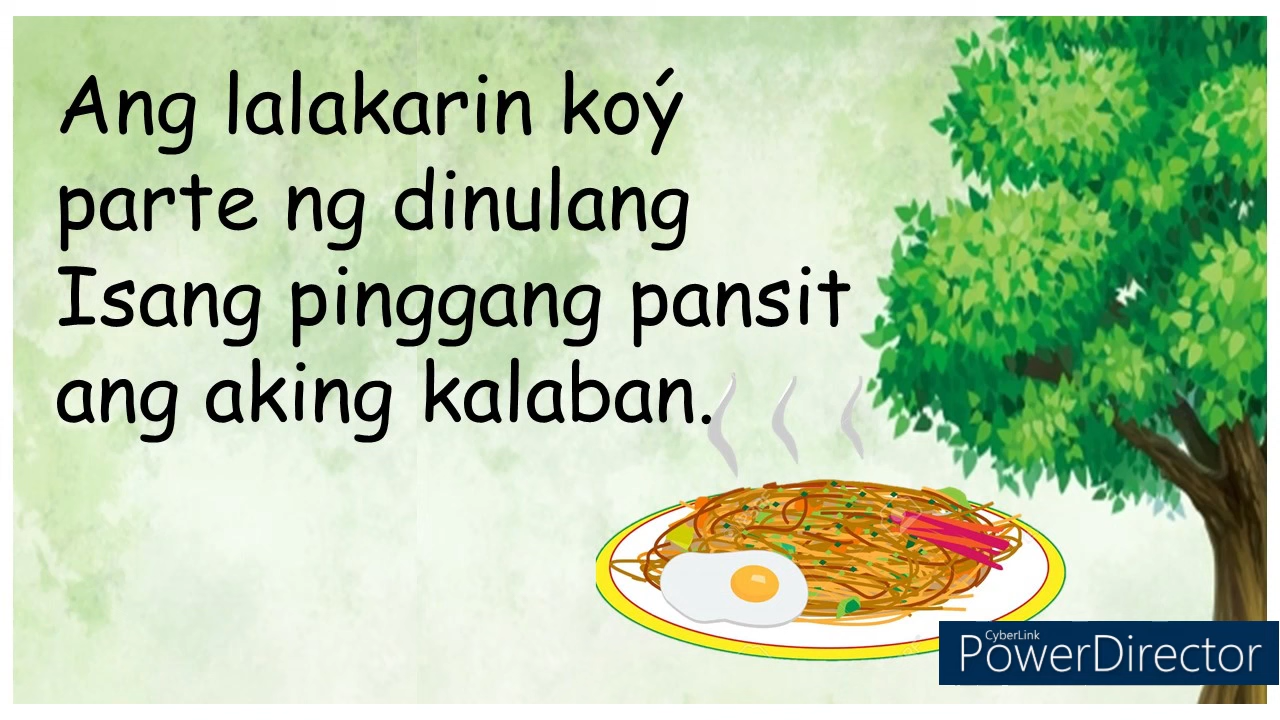 Ang lalakarin koý
parte ng dinulang
Isang pinggang pansit
ang aking kalaban.
CyberLink
PowerDirector